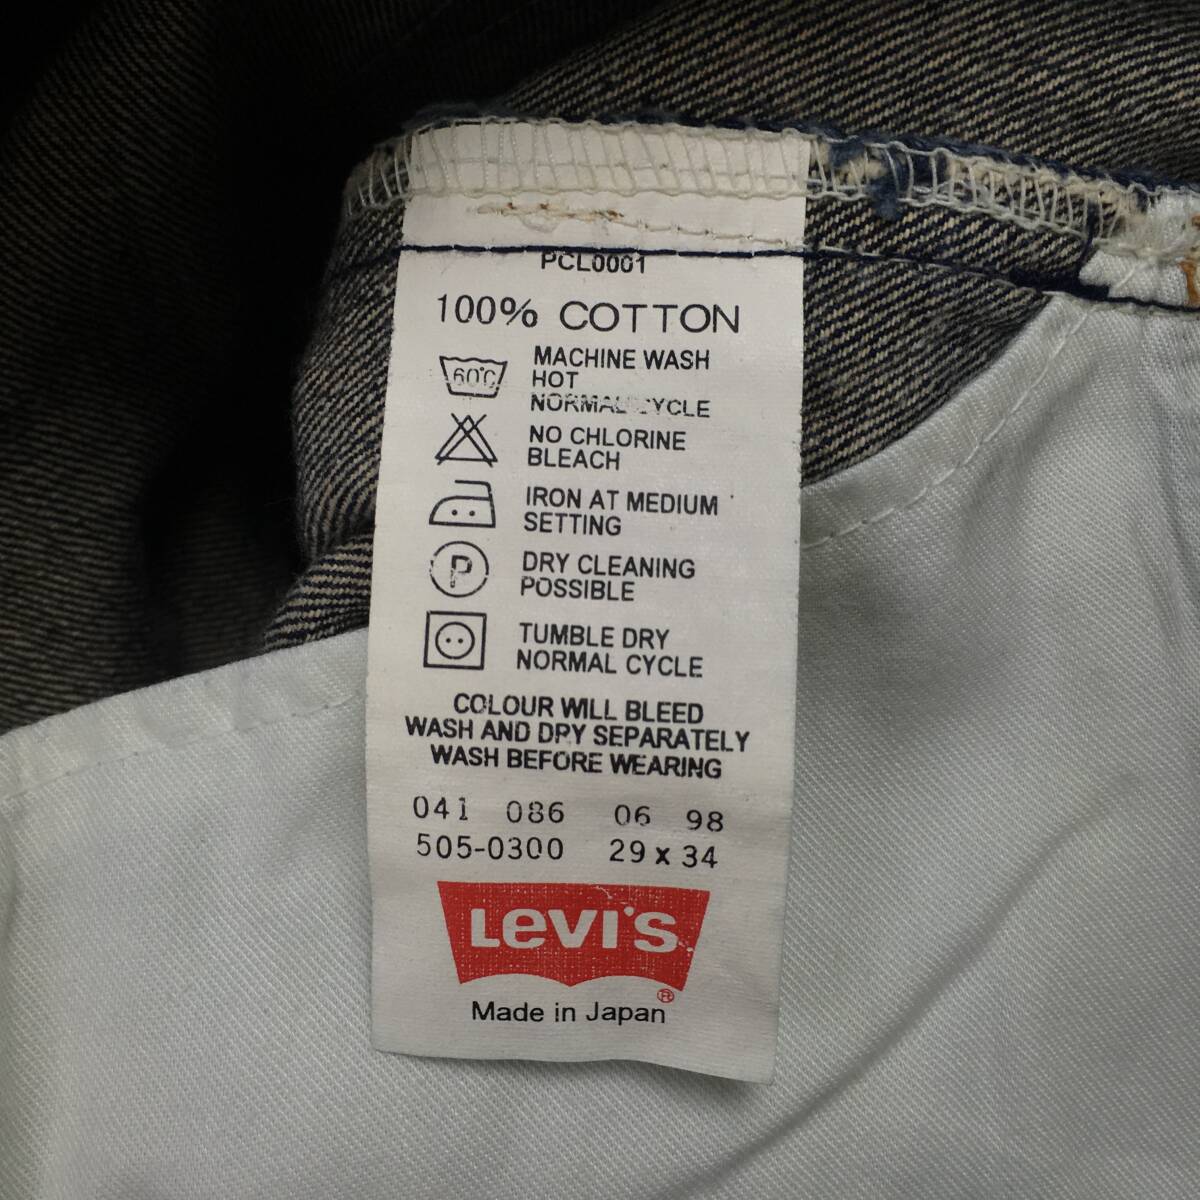 PCL0001
100% COTTON
60°C MACHINE WASH
HOT
NORMAL CYCLE
NO CHLORINE
BLEACH
IRON AT MEDIUM
SETTING
P DRY CLEANING
POSSIBLE
TUMBLE DRY
NORMAL CYCLE
COLOUR WILL BLEED
WASH AND DRY SEPARATELY
WASH BEFORE WEARING
041 086 06 98
505-0300 29 x 34
Levi's
®
Made in Japan